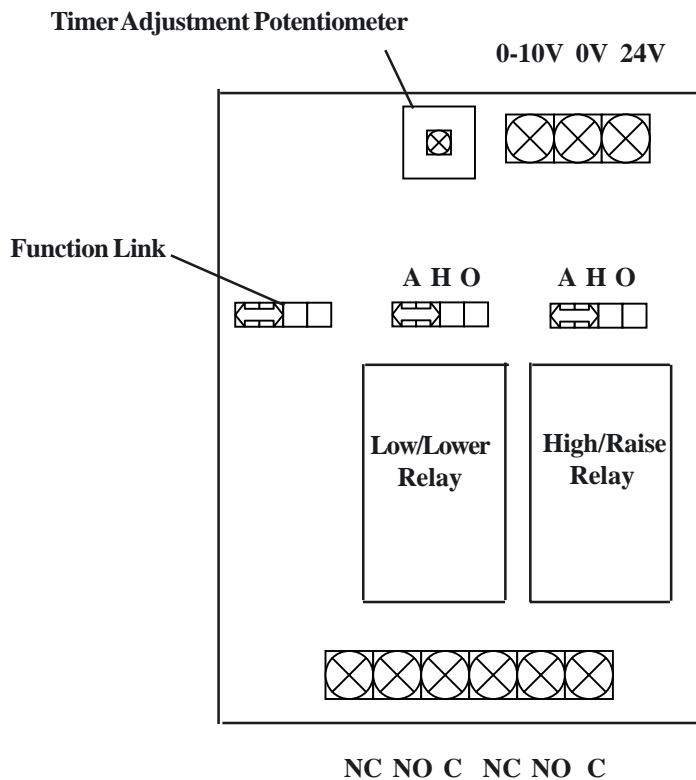 Timer Adjustment Potentiometer
0-10V 0V 24V
Function Link
A H O
A H O
Low/Lower
Relay
High/Raise
Relay
NC NO C NC NO C